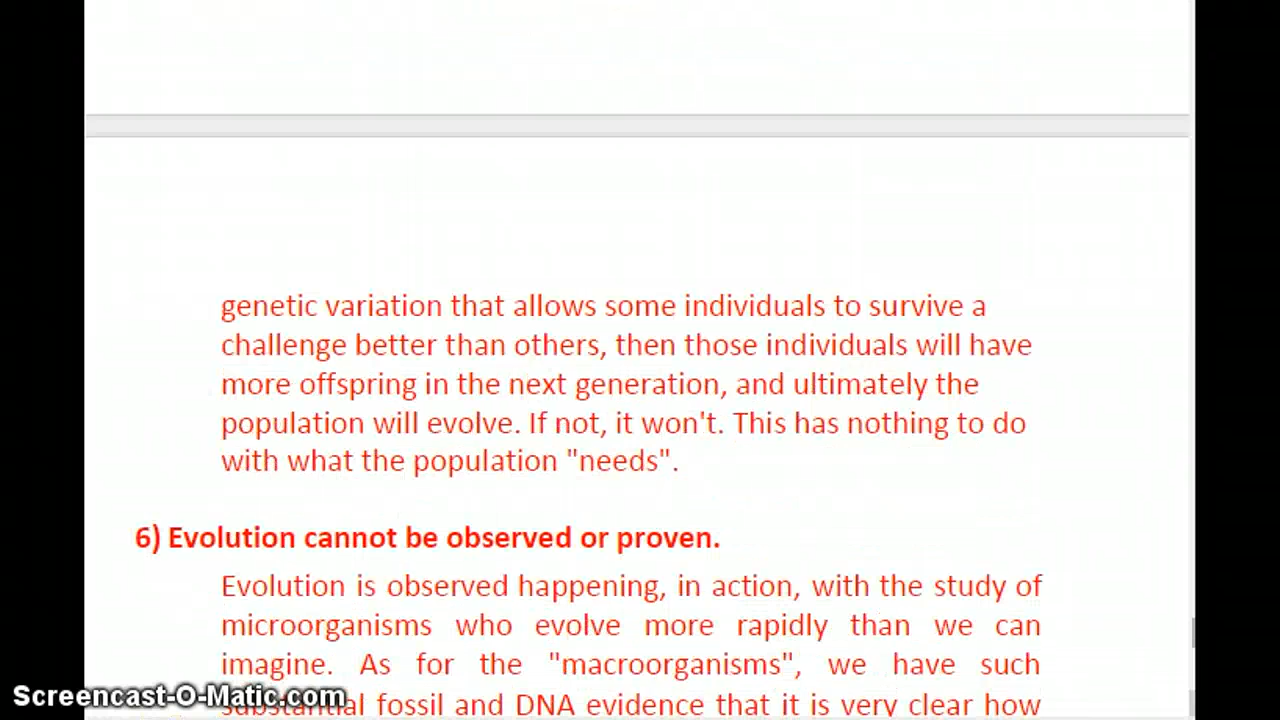 genetic variation that allows some individuals to survive a
challenge better than others, then those individuals will have
more offspring in the next generation, and ultimately the
population will evolve. If not, it won't. This has nothing to do
with what the population "needs".
6) Evolution cannot be observed or proven.
Evolution is observed happening, in action, with the study of
microorganisms who evolve more rapidly than we can
imagine. As for the "macroorganisms", we have such
substantial fossil and DNA evidence that it is very clear how
Screencast-O-Matic.com